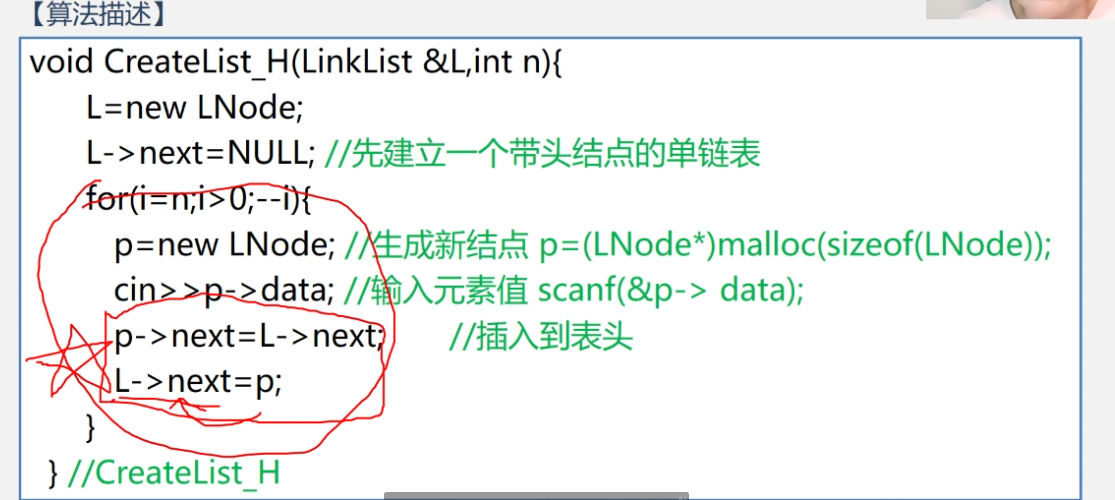 【算法描述】
void CreateList_H(LinkList &L,int n){
L=new LNode;
L->next=NULL; //先建立一个带头结点的单链表
for(i=n;i>0;--i){
p=new LNode; //生成新结点 p=(LNode*)malloc(sizeof(LNode));
cin>>p->data; //输入元素值 scanf(&p-> data);
p->next=L->next; //插入到表头
L->next=p;
}
} //CreateList_H